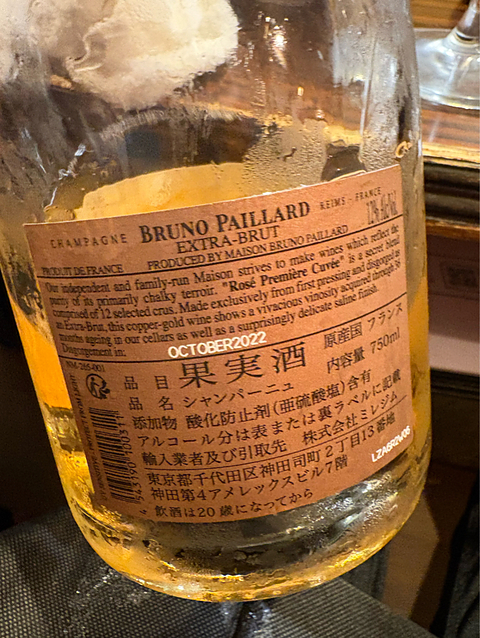 CHAMPAGNE BRUNO PAILLARD REIMS - FRANCE
EXTRA-BRUT 12% alc/Vol.
PRODUIT DE FRANCE PRODUCED BY MAISON BRUNO PAILLARD
Our independent and family-run Maison strives to make wines which reflect the
purity of its primarily chalky terroir. "Rosé Première Cuvée" is a secret blend
comprised of 12 selected crus. Made exclusively from first pressing and disgorged as
an Extra-Brut, this copper-gold wine shows a vivacious vinosity acquired through 36
months ageing in our cellars as well as a surprisingly delicate saline finish.
Disgorgement in: OCTOBER2022
NM-265-001
品目 果実酒 原産国 フランス
品名 シャンパーニュ 内容量 750ml
添加物 酸化防止剤(亜硫酸塩)含有
アルコール分は表または裏ラベルに記載
輸入業者及び引取先 株式会社ミレジム
東京都千代田区神田司町2丁目13番地
神田第4アメレックスビル7階
飲酒は20歳になってから